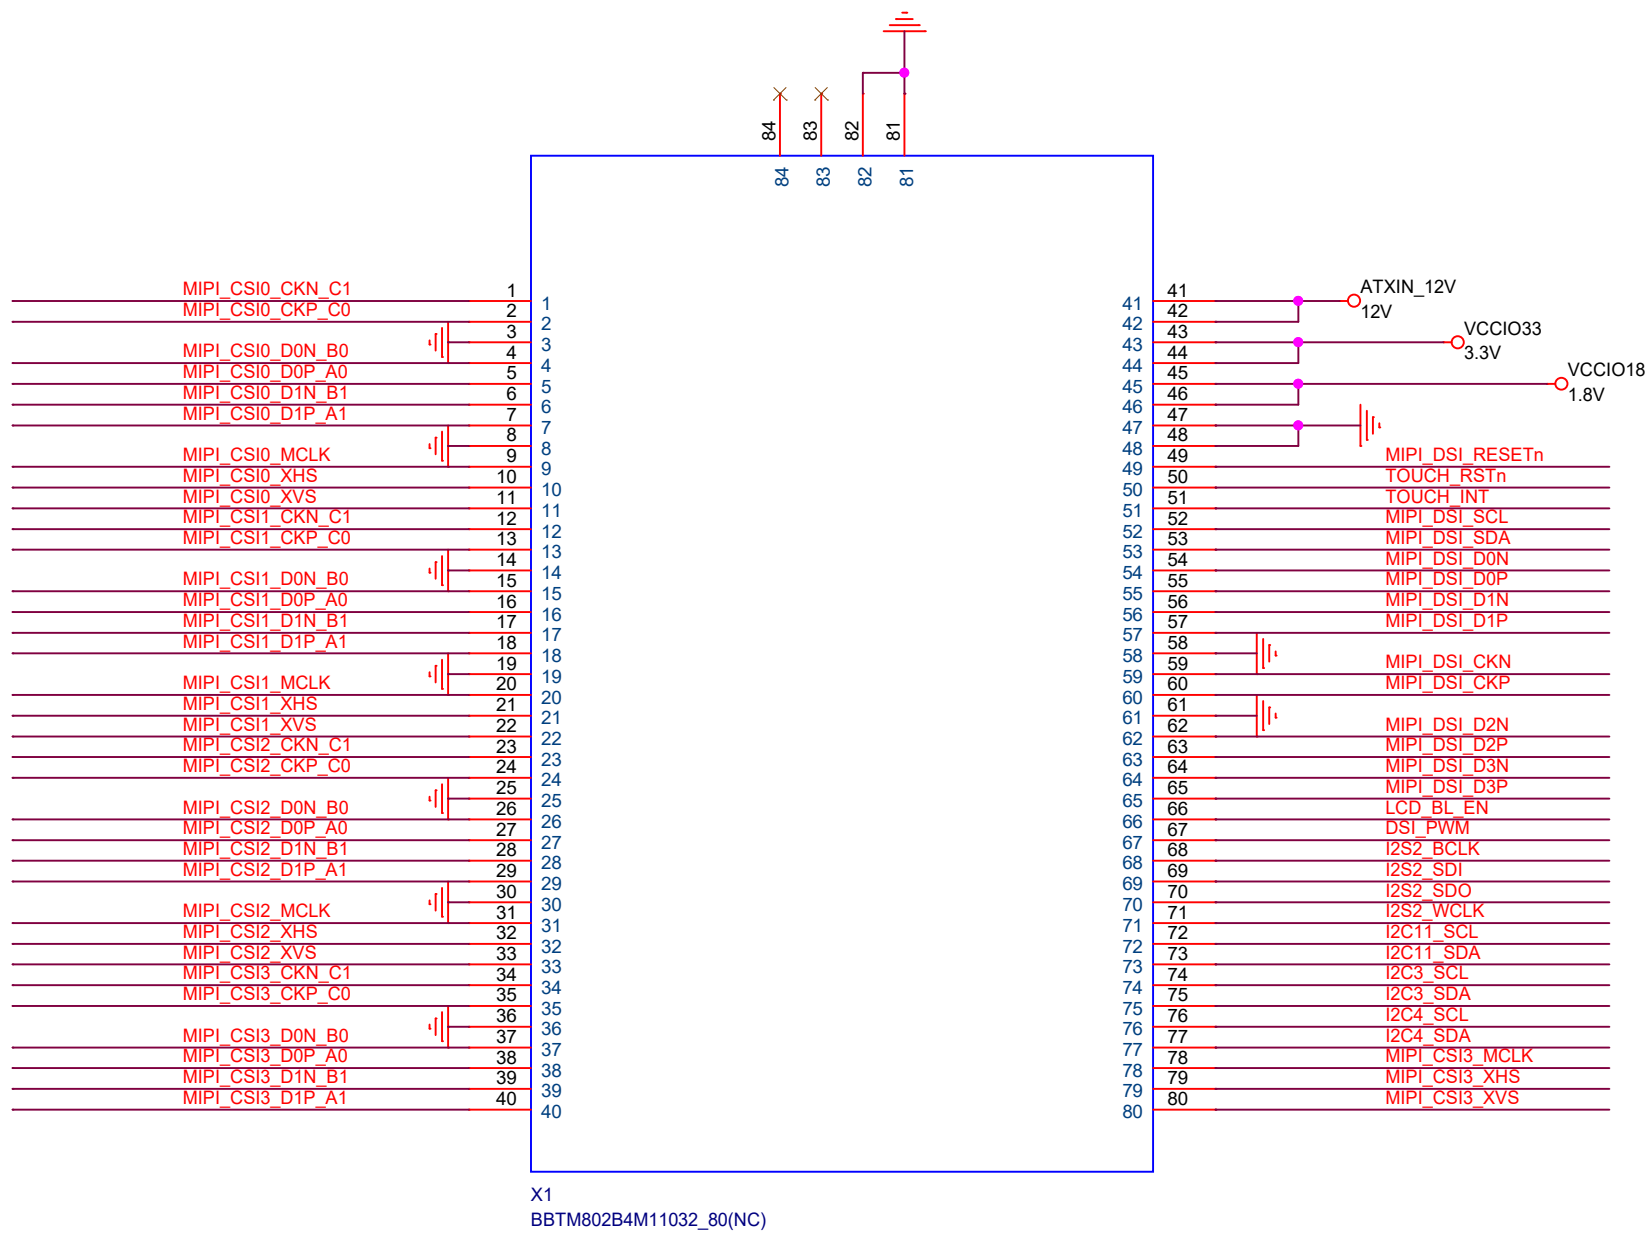 84 83 82 81
84 83 82 81
MIPI_CSI0_CKN_C1 1 1
MIPI_CSI0_CKP_C0 2 2
3 3
MIPI_CSI0_D0N_B0 4 4
MIPI_CSI0_D0P_A0 5 5
MIPI_CSI0_D1N_B1 6 6
MIPI_CSI0_D1P_A1 7 7
8 8
MIPI_CSI0_MCLK 9 9
MIPI_CSI0_XHS 10 10
MIPI_CSI0_XVS 11 11
MIPI_CSI1_CKN_C1 12 12
MIPI_CSI1_CKP_C0 13 13
14 14
MIPI_CSI1_D0N_B0 15 15
MIPI_CSI1_D0P_A0 16 16
MIPI_CSI1_D1N_B1 17 17
MIPI_CSI1_D1P_A1 18 18
19 19
MIPI_CSI1_MCLK 20 20
MIPI_CSI1_XHS 21 21
MIPI_CSI1_XVS 22 22
MIPI_CSI2_CKN_C1 23 23
MIPI_CSI2_CKP_C0 24 24
25 25
MIPI_CSI2_D0N_B0 26 26
MIPI_CSI2_D0P_A0 27 27
MIPI_CSI2_D1N_B1 28 28
MIPI_CSI2_D1P_A1 29 29
30 30
MIPI_CSI2_MCLK 31 31
MIPI_CSI2_XHS 32 32
MIPI_CSI2_XVS 33 33
MIPI_CSI3_CKN_C1 34 34
MIPI_CSI3_CKP_C0 35 35
36 36
MIPI_CSI3_D0N_B0 37 37
MIPI_CSI3_D0P_A0 38 38
MIPI_CSI3_D1N_B1 39 39
MIPI_CSI3_D1P_A1 40 40
41 41 ATXIN_12V
42 42 12V
43 43 VCCIO33
44 44 3.3V
45 45 VCCIO18
46 46 1.8V
47 47
48 48
49 49 MIPI_DSI_RESETn
50 50 TOUCH_RSTn
51 51 TOUCH_INT
52 52 MIPI_DSI_SCL
53 53 MIPI_DSI_SDA
54 54 MIPI_DSI_D0N
55 55 MIPI_DSI_D0P
56 56 MIPI_DSI_D1N
57 57 MIPI_DSI_D1P
58 58
59 59 MIPI_DSI_CKN
60 60 MIPI_DSI_CKP
61 61
62 62 MIPI_DSI_D2N
63 63 MIPI_DSI_D2P
64 64 MIPI_DSI_D3N
65 65 MIPI_DSI_D3P
66 66 LCD_BL_EN
67 67 DSI_PWM
68 68 I2S2_BCLK
69 69 I2S2_SDI
70 70 I2S2_SDO
71 71 I2S2_WCLK
72 72 I2C11_SCL
73 73 I2C11_SDA
74 74 I2C3_SCL
75 75 I2C3_SDA
76 76 I2C4_SCL
77 77 I2C4_SDA
78 78 MIPI_CSI3_MCLK
79 79 MIPI_CSI3_XHS
80 80 MIPI_CSI3_XVS
X1
BBTM802B4M11032_80(NC)